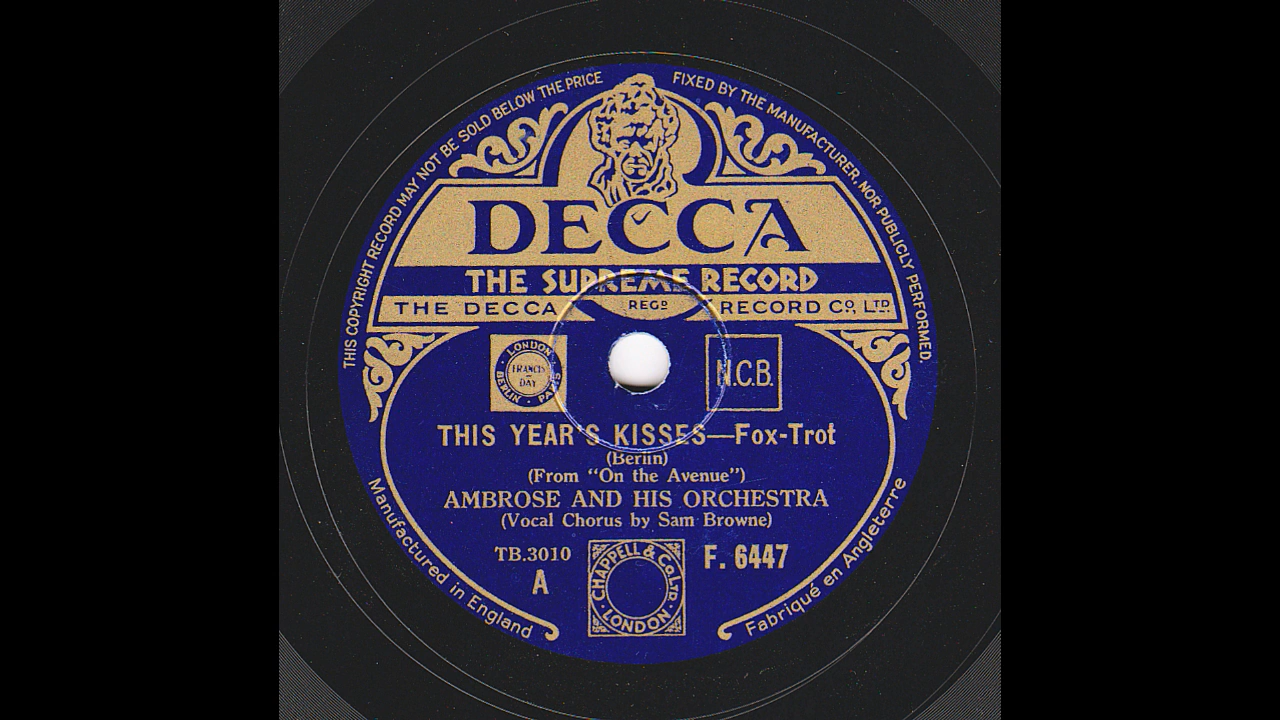 THIS COPYRIGHT RECORD MAY NOT BE SOLD BELOW THE PRICE FIXED BY THE MANUFACTURER, NOR PUBLICLY PERFORMED.
DECCA
THE SUPREME RECORD
THE DECCA REGD RECORD CO., LTD.
LONDON
FRANCIS
DAY
BERLIN · PARIS
N.C.B.
THIS YEAR'S KISSES—Fox-Trot
(Berlin)
(From "On the Avenue")
AMBROSE AND HIS ORCHESTRA
(Vocal Chorus by Sam Browne)
TB.3010
A
CHAPPELL & CO. LTD.
· LONDON ·
F. 6447
Manufactured in England
Fabriqué en Angleterre